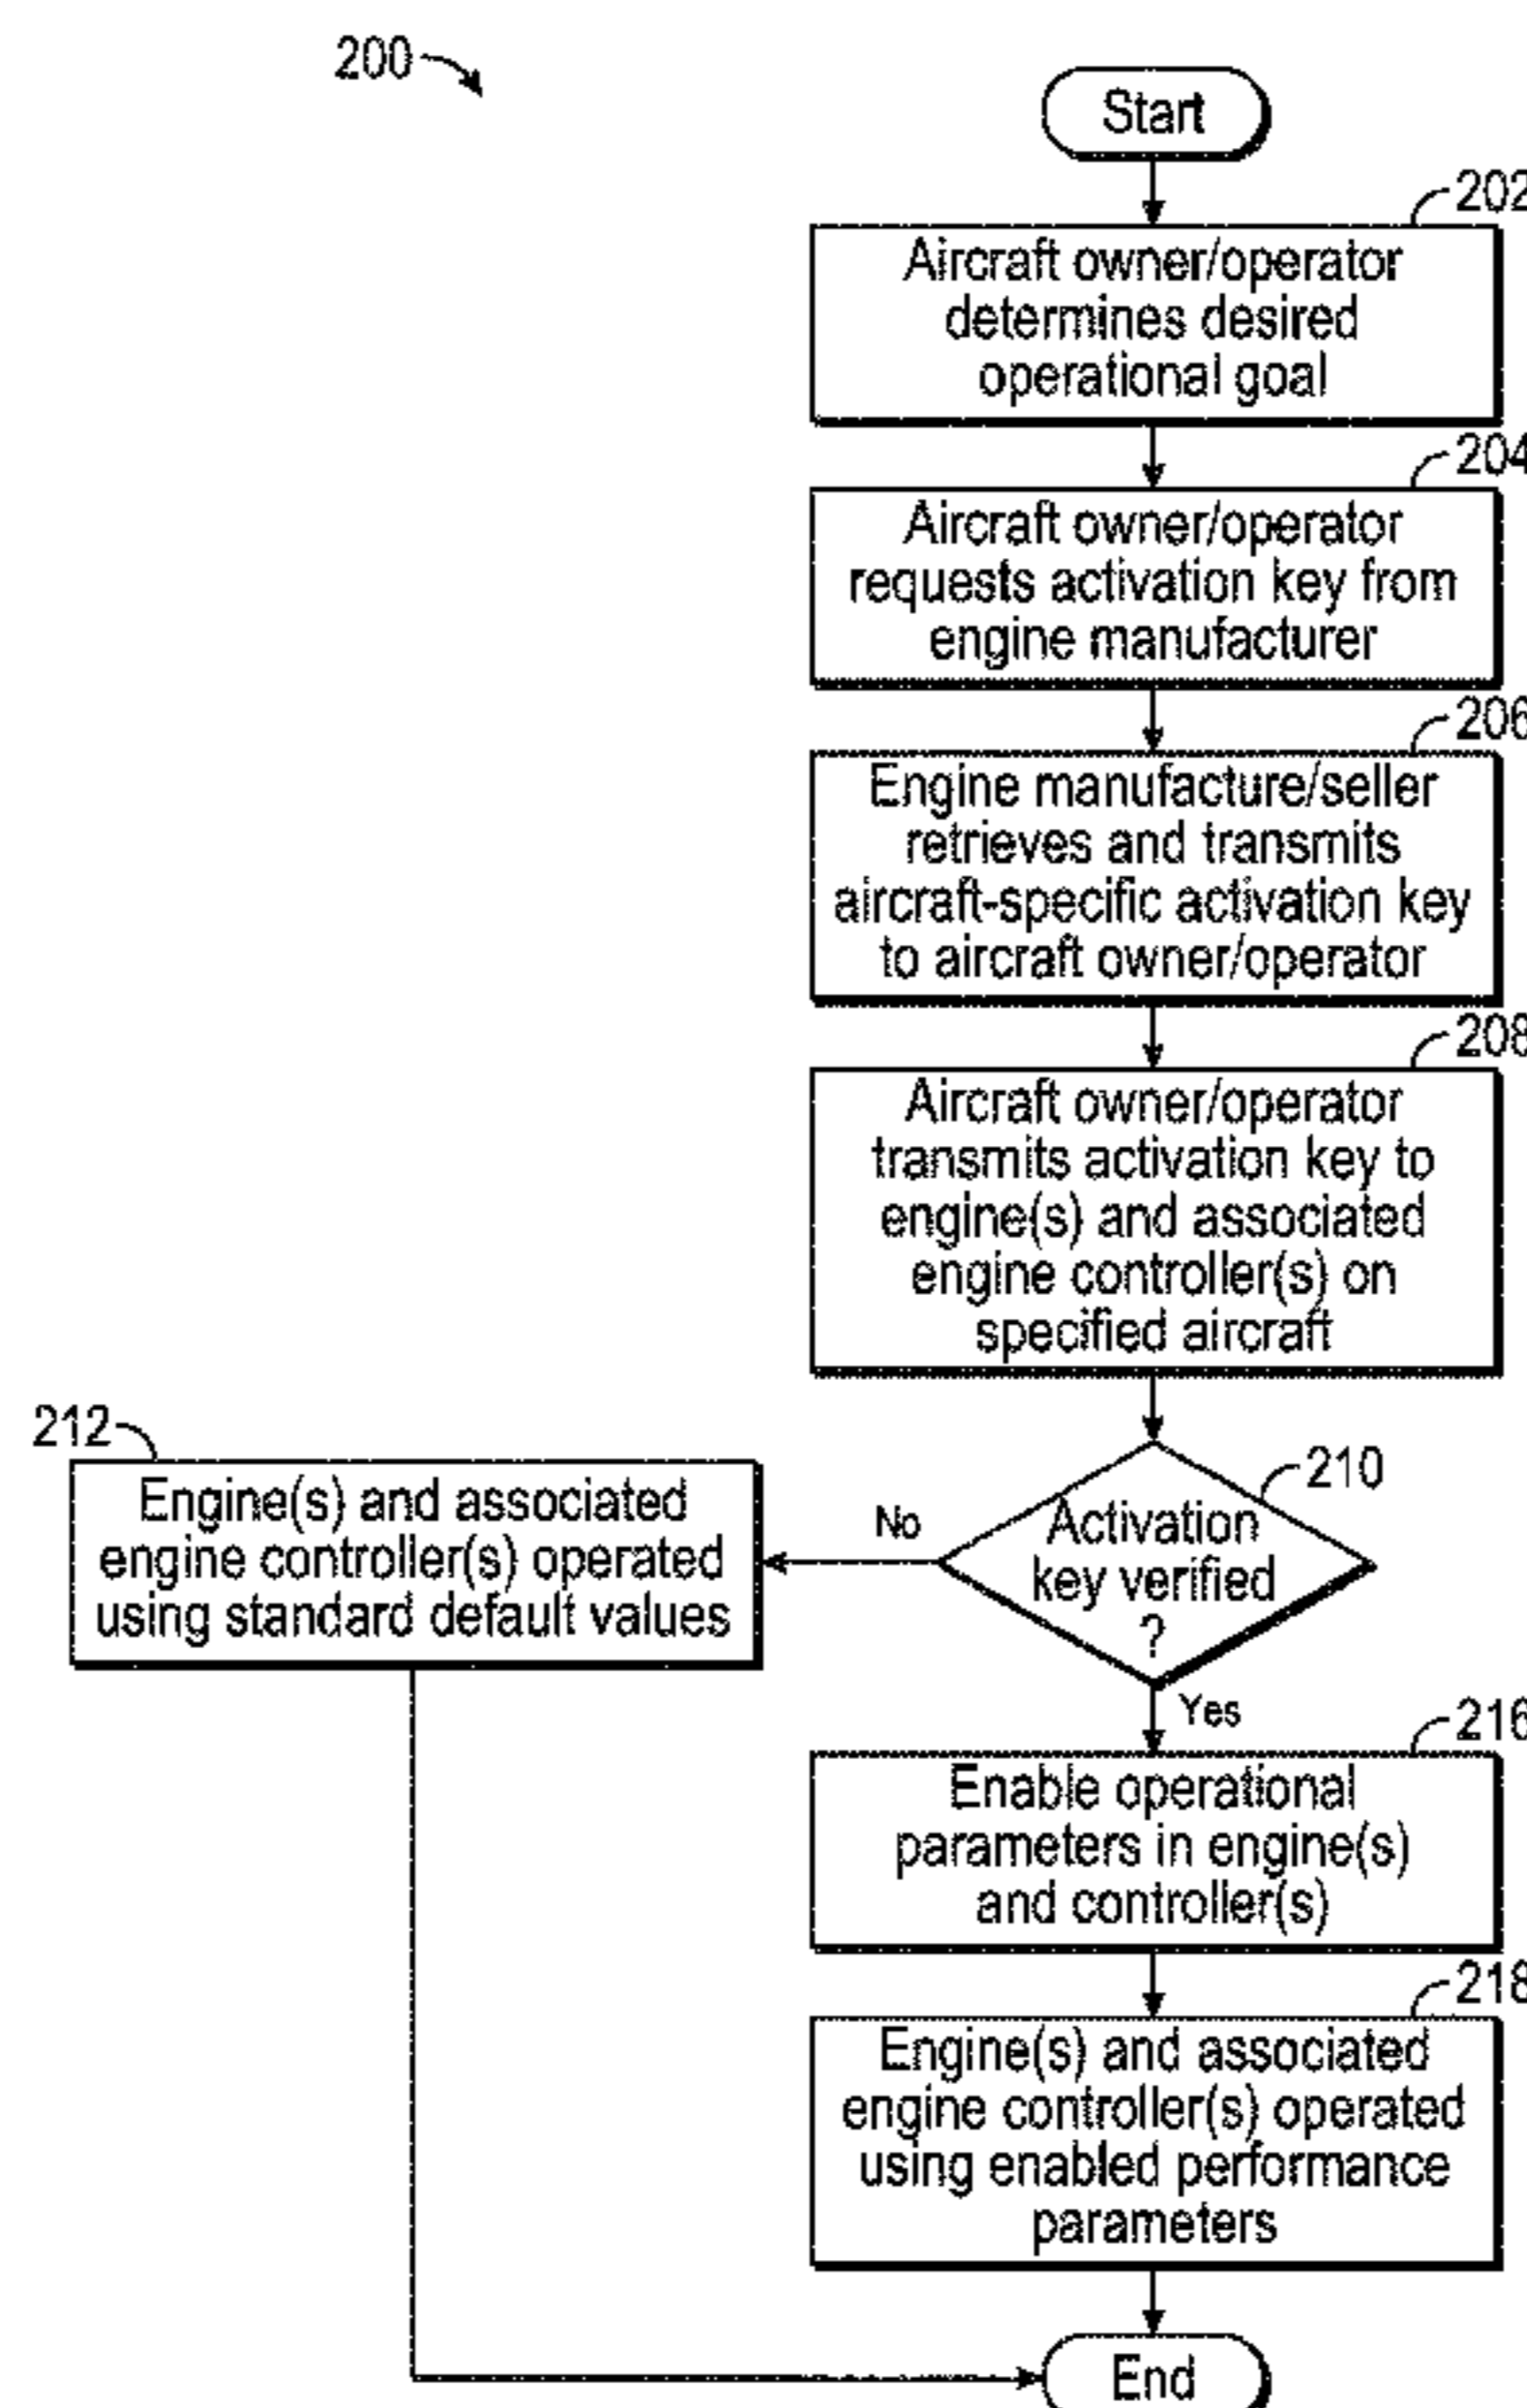 200
Start
202
Aircraft owner/operator
determines desired
operational goal
204
Aircraft owner/operator
requests activation key from
engine manufacturer
206
Engine manufacture/seller
retrieves and transmits
aircraft-specific activation key
to aircraft owner/operator
208
Aircraft owner/operator
transmits activation key to
engine(s) and associated
engine controller(s) on
specified aircraft
210
Activation
key verified
?
No
212
Engine(s) and associated
engine controller(s) operated
using standard default values
Yes
216
Enable operational
parameters in engine(s)
and controller(s)
218
Engine(s) and associated
engine controller(s) operated
using enabled performance
parameters
End